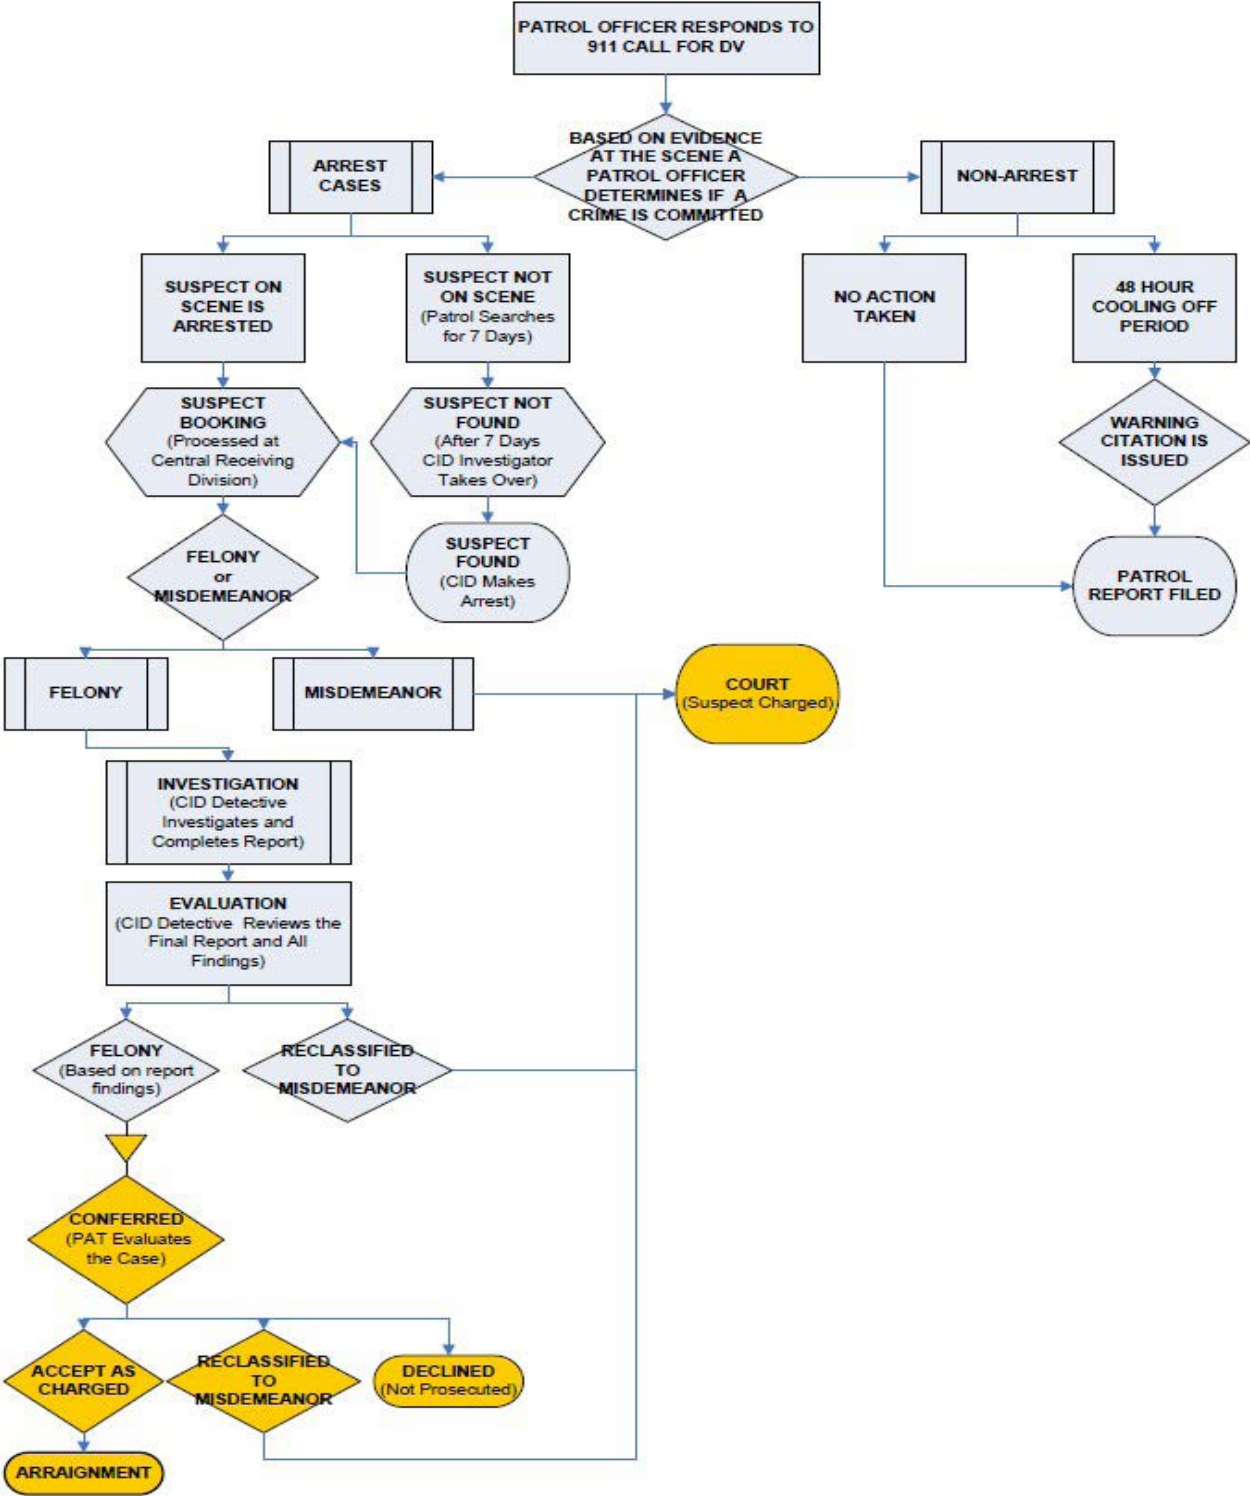 PATROL OFFICER RESPONDS TO
911 CALL FOR DV
BASED ON EVIDENCE
AT THE SCENE A
PATROL OFFICER
DETERMINES IF A
CRIME IS COMMITTED
ARREST
CASES
NON-ARREST
SUSPECT ON
SCENE IS
ARRESTED
SUSPECT NOT
ON SCENE
(Patrol Searches
for 7 Days)
NO ACTION
TAKEN
48 HOUR
COOLING OFF
PERIOD
SUSPECT
BOOKING
(Processed at
Central Receiving
Division)
SUSPECT NOT
FOUND
(After 7 Days
CID Investigator
Takes Over)
WARNING
CITATION IS
ISSUED
FELONY
or
MISDEMEANOR
SUSPECT
FOUND
(CID Makes
Arrest)
PATROL
REPORT FILED
FELONY
MISDEMEANOR
COURT
(Suspect Charged)
INVESTIGATION
(CID Detective
Investigates and
Completes Report)
EVALUATION
(CID Detective Reviews the
Final Report and All
Findings)
FELONY
(Based on report
findings)
RECLASSIFIED
TO
MISDEMEANOR
CONFERRED
(PAT Evaluates
the Case)
ACCEPT AS
CHARGED
RECLASSIFIED
TO
MISDEMEANOR
DECLINED
(Not Prosecuted)
ARRAIGNMENT